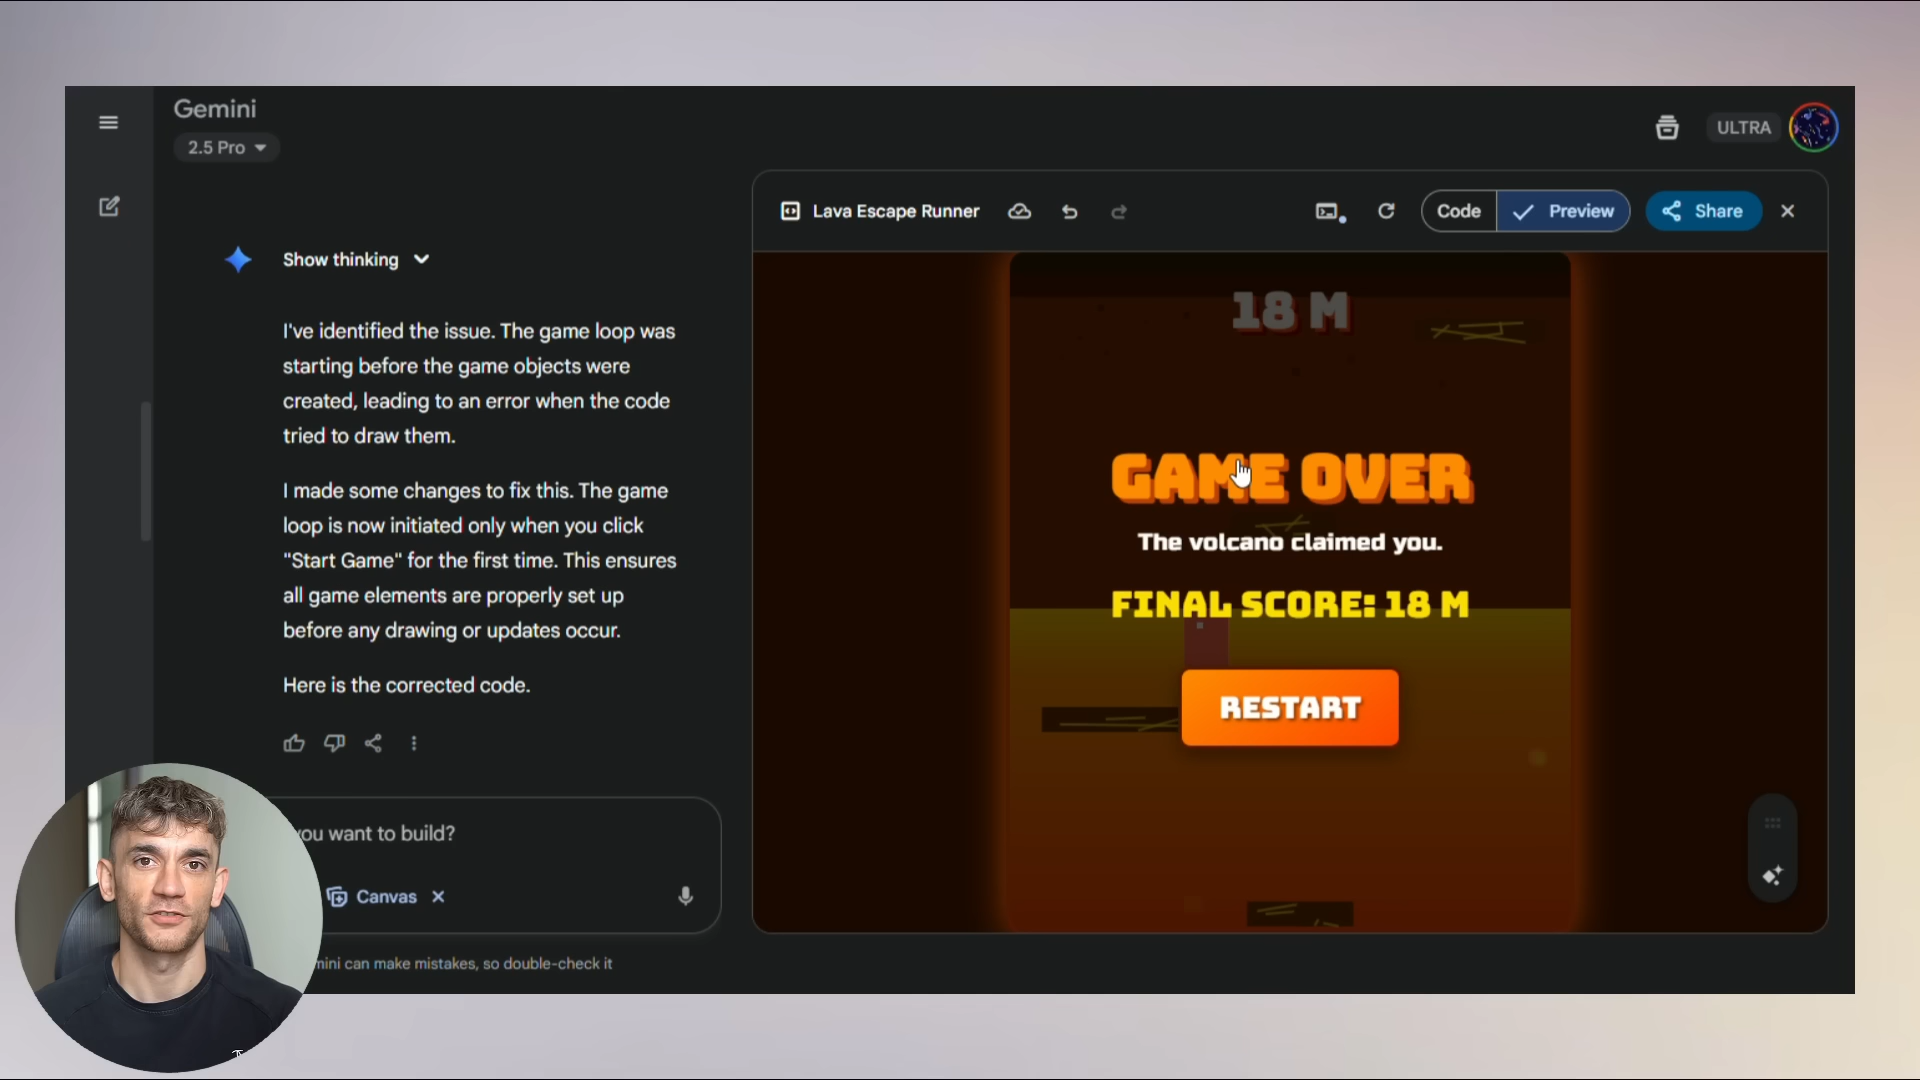 Gemini
2.5 Pro
ULTRA
Lava Escape Runner
Code
Preview
Share
Show thinking
I've identified the issue. The game loop was
starting before the game objects were
created, leading to an error when the code
tried to draw them.
I made some changes to fix this. The game
loop is now initiated only when you click
"Start Game" for the first time. This ensures
all game elements are properly set up
before any drawing or updates occur.
Here is the corrected code.
you want to build?
Canvas
mini can make mistakes, so double-check it
18 M
GAME OVER
The volcano claimed you.
FINAL SCORE: 18 M
RESTART